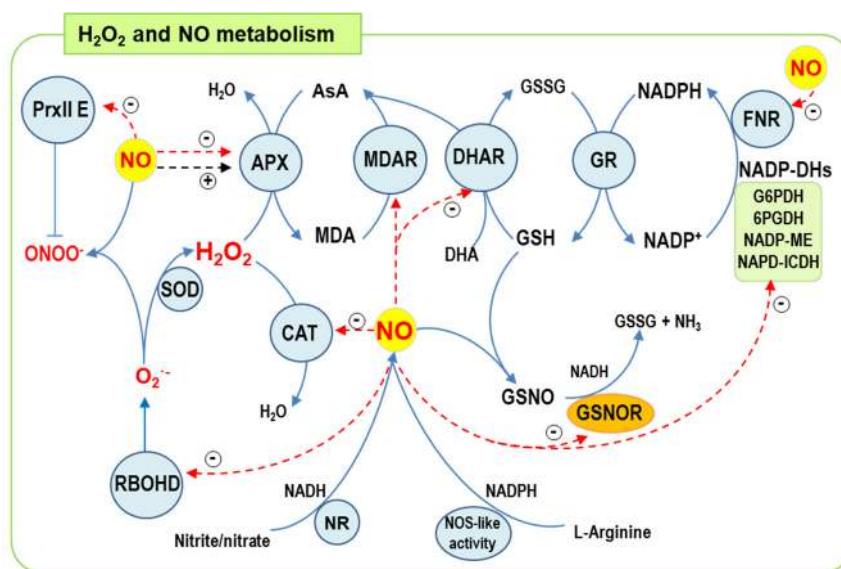 H₂O₂ and NO metabolism
PrxII E
-
NO
-
+
ONOO⁻
H₂O
AsA
APX
MDAR
DHAR
MDA
DHA
-
GSSG
GR
GSH
NADPH
NADP⁺
NO
-
FNR
NADP-DHs
G6PDH
6PGDH
NADP-ME
NAPD-ICDH
-
H₂O₂
SOD
O₂·⁻
RBOHD
-
CAT
-
NO
H₂O
GSNO
NADH
GSSG + NH₃
GSNOR
-
NADH
NR
Nitrite/nitrate
NADPH
NOS-like
activity
L-Arginine